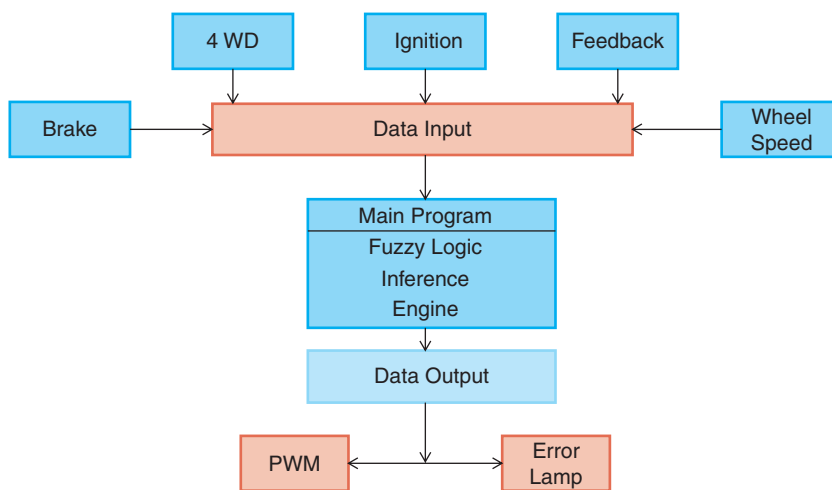 4 WD
Ignition
Feedback
Brake
Data Input
Wheel
Speed
Main Program
Fuzzy Logic
Inference
Engine
Data Output
PWM
Error
Lamp